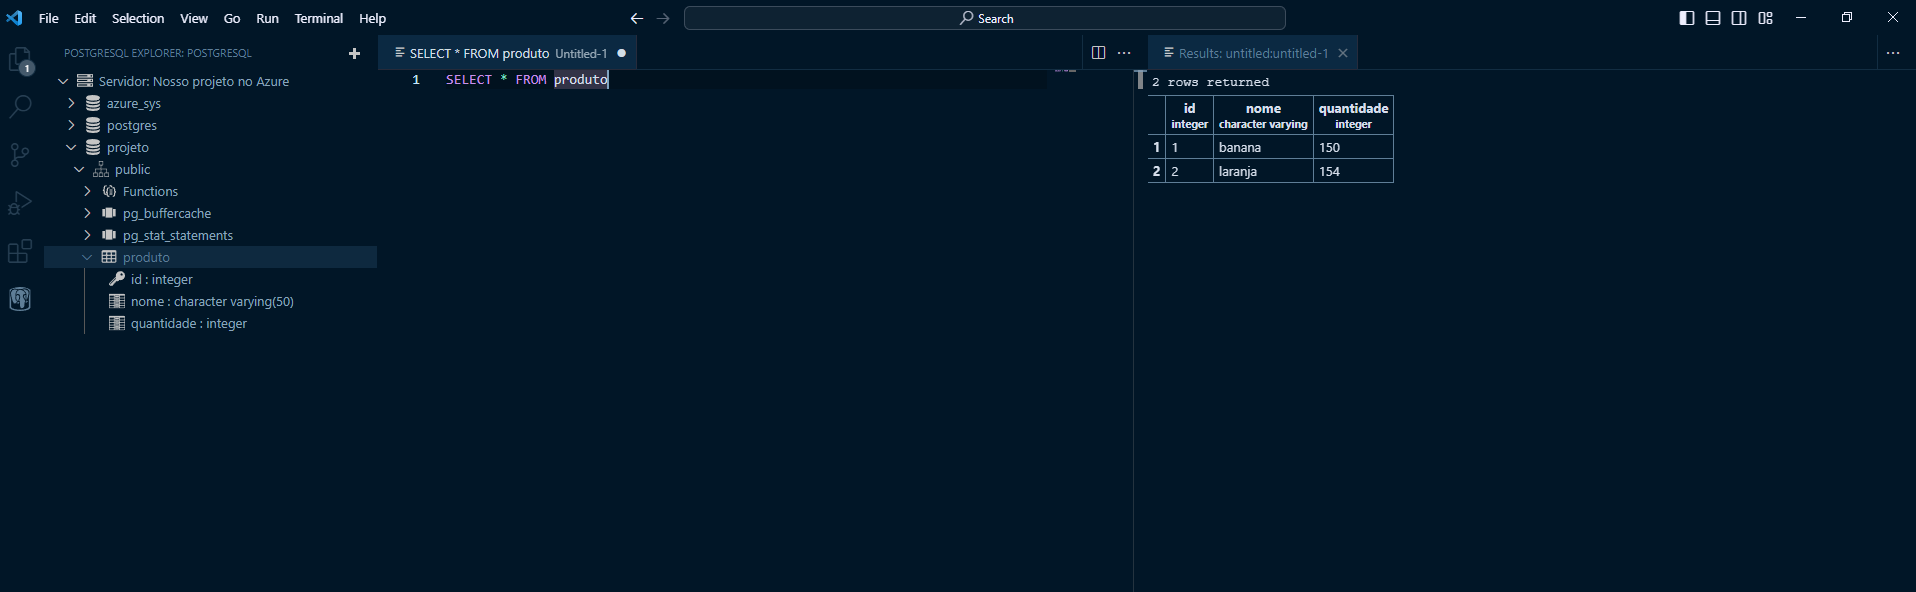 File Edit Selection View Go Run Terminal Help
Search
POSTGRESQL EXPLORER: POSTGRESQL
Servidor: Nosso projeto no Azure
azure_sys
postgres
projeto
public
Functions
pg_buffercache
pg_stat_statements
produto
id : integer
nome : character varying(50)
quantidade : integer
1
SELECT * FROM produto Untitled-1
1 SELECT * FROM produto
Results: untitled:untitled-1
2 rows returned
id nome quantidade
integer character varying integer
1 1 banana 150
2 2 laranja 154